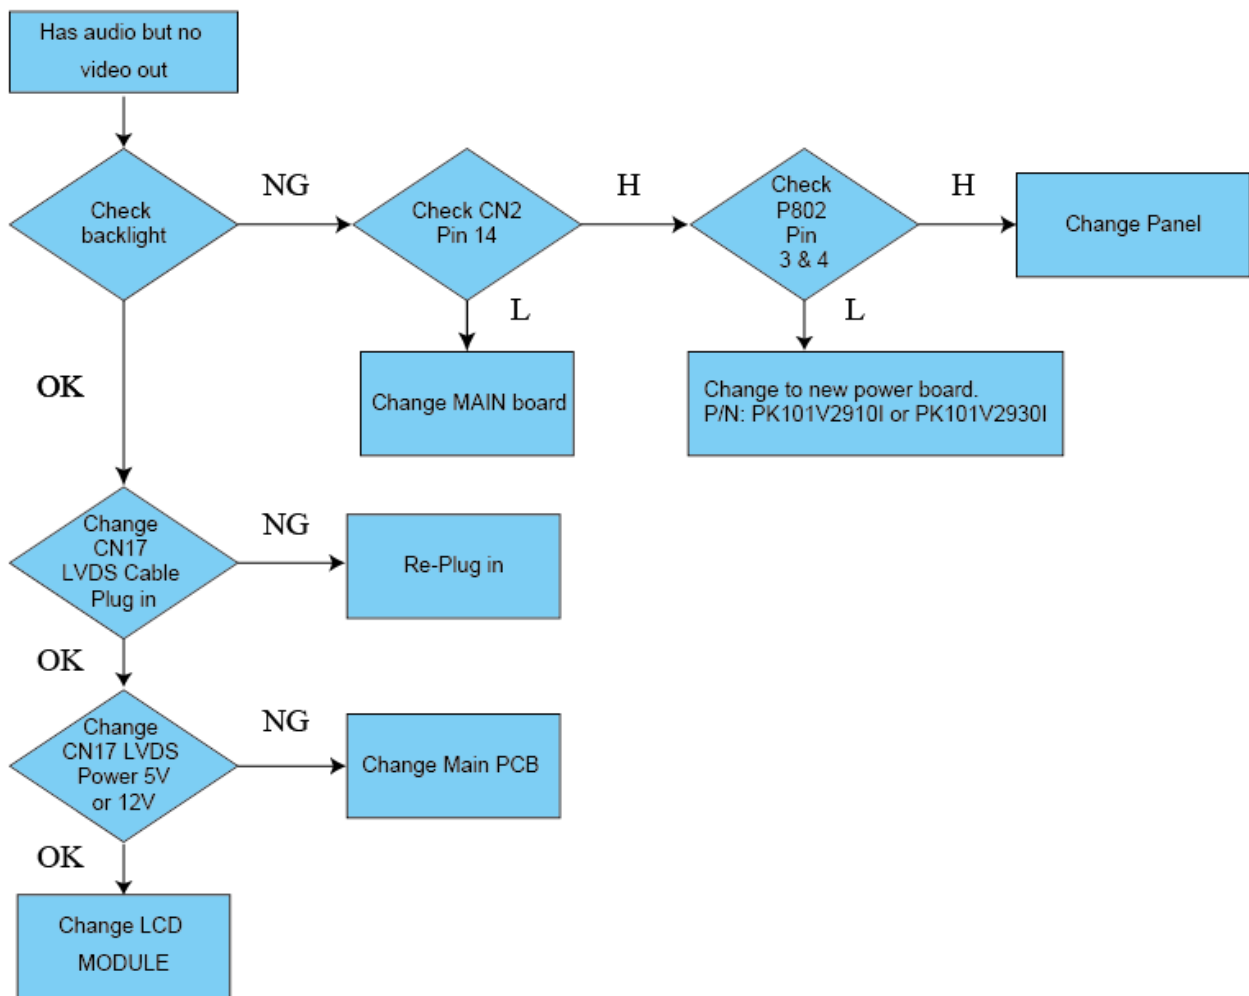 Has audio but no
video out
Check
backlight
NG
Check CN2
Pin 14
H
Check
P802
Pin
3 & 4
H
Change Panel
L
Change MAIN board
L
Change to new power board.
P/N: PK101V2910I or PK101V2930I
OK
Change
CN17
LVDS Cable
Plug in
NG
Re-Plug in
OK
Change
CN17 LVDS
Power 5V
or 12V
NG
Change Main PCB
OK
Change LCD
MODULE